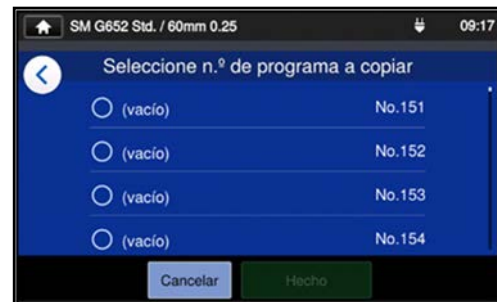 SM G652 Std. / 60mm 0.25 09:17
Seleccione n.º de programa a copiar
(vacío) No.151
(vacío) No.152
(vacío) No.153
(vacío) No.154
Cancelar Hecho